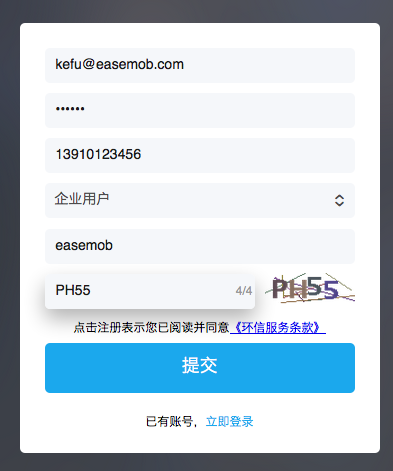 kefu@easemob.com
••••••
13910123456
企业用户
easemob
PH55 4/4 PH55
点击注册表示您已阅读并同意《环信服务条款》
提交
已有账号，立即登录